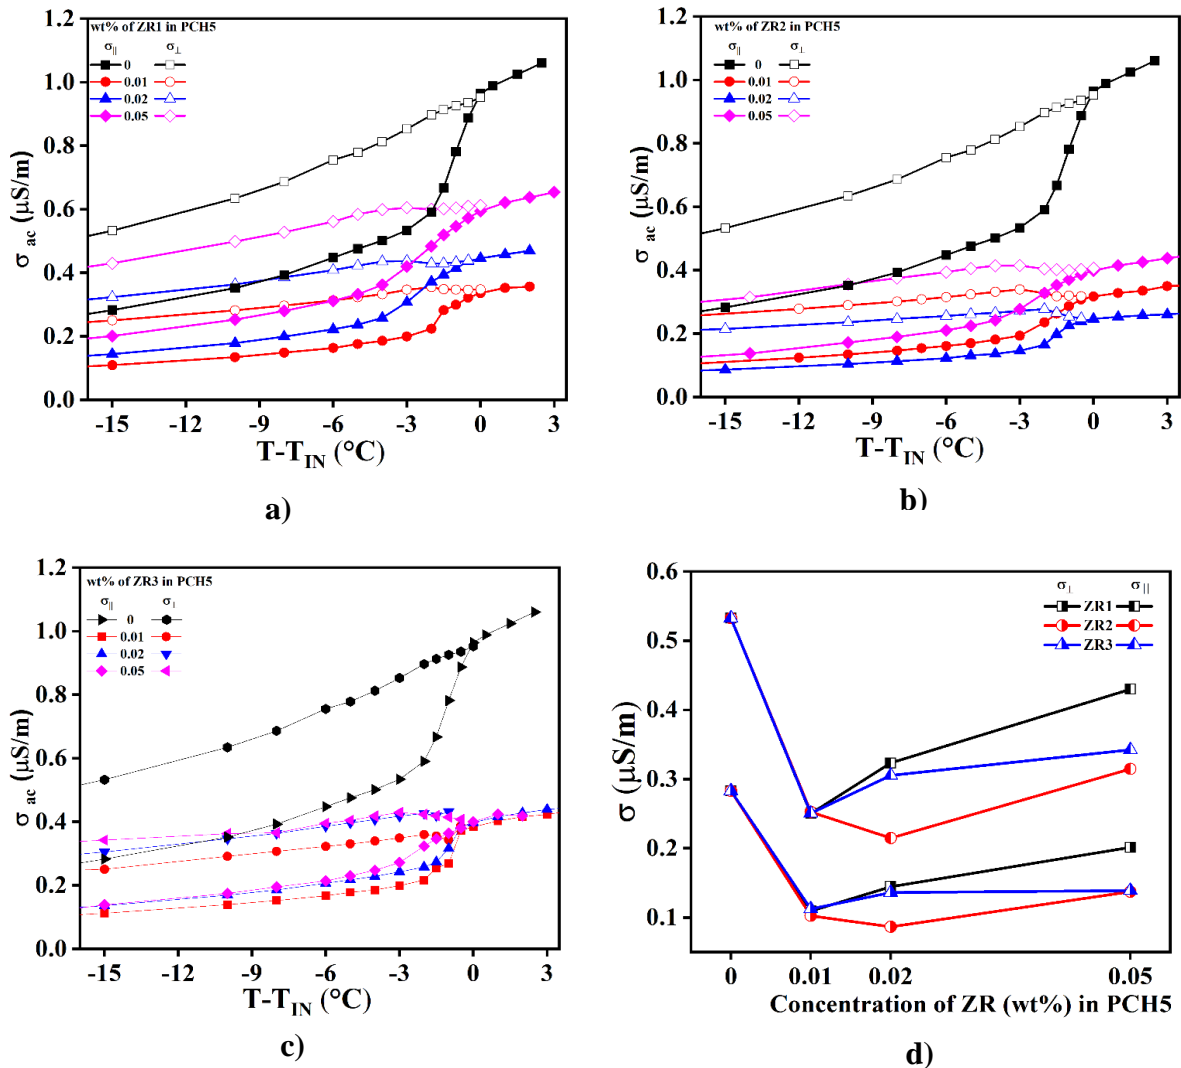 wt% of ZR1 in PCH5
σ|| σ⊥
0
0.01
0.02
0.05
1.2
1.0
0.8
0.6
0.4
0.2
0.0
σ ac (μS/m)
-15 -12 -9 -6 -3 0 3
T-TIN (°C)
a)
wt% of ZR2 in PCH5
σ|| σ⊥
0
0.01
0.02
0.05
1.2
1.0
0.8
0.6
0.4
0.2
0.0
σ ac (μS/m)
-15 -12 -9 -6 -3 0 3
T-TIN (°C)
b)
wt% of ZR3 in PCH5
σ|| σ⊥
0
0.01
0.02
0.05
1.2
1.0
0.8
0.6
0.4
0.2
0.0
σ ac (μS/m)
-15 -12 -9 -6 -3 0 3
T-TIN (°C)
c)
σ⊥ σ||
ZR1
ZR2
ZR3
0.6
0.5
0.4
0.3
0.2
0.1
σ (μS/m)
0 0.01 0.02 0.05
Concentration of ZR (wt%) in PCH5
d)